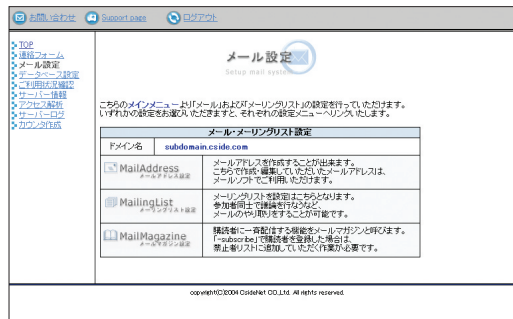 お問い合わせ Support page ログアウト
TOP
連絡フォーム
メール設定
データベース設定
ご利用状況確認
サーバー情報
アクセス解析
サーバーログ
カウンタ作成
メール設定
Setup mail system
こちらのメインメニューより「メール」および「メーリングリスト」の設定を行っていただけます。
いずれかの設定をお選びいただきますと、それぞれの設定メニューへリンクいたします。
メール・メーリングリスト設定
ドメイン名 subdomain.cside.com
MailAddress
メールアドレス設定
メールアドレスを作成することが出来ます。
こちらで作成・編集していただいたメールアドレスは、
メールソフトでご利用いただけます。
MailingList
メーリングリスト設定
メーリングリストを設定はこちらとなります。
参加者同士で議論を行なうなど、
メールのやり取りをすることが可能です。
MailMagazine
メールマガジン設定
購読者に一斉配信する機能をメールマガジンと呼びます。
「-subscribe」で購読者を登録した場合は、
禁止者リストに追加していただく作業が必要です。
copyright(C)2004 CsideNet CO.,Ltd. All rights reserved.